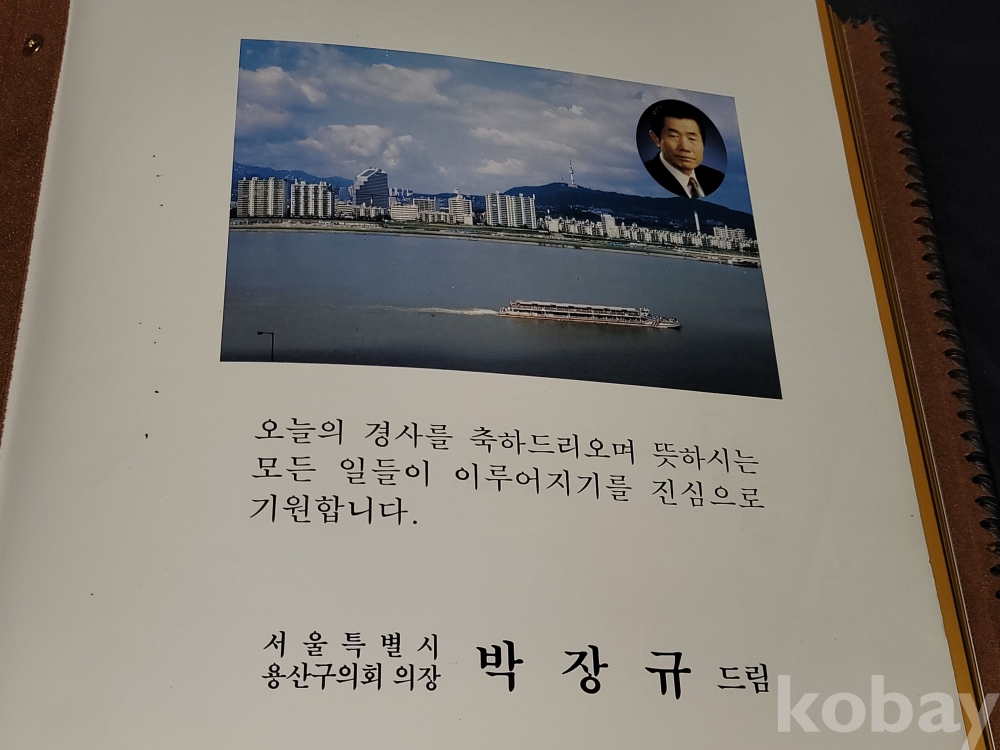 오늘의 경사를 축하드리오며 뜻하시는
모든 일들이 이루어지기를 진심으로
기원합니다.
서울특별시
용산구의회 의장 박장규 드림
kobay